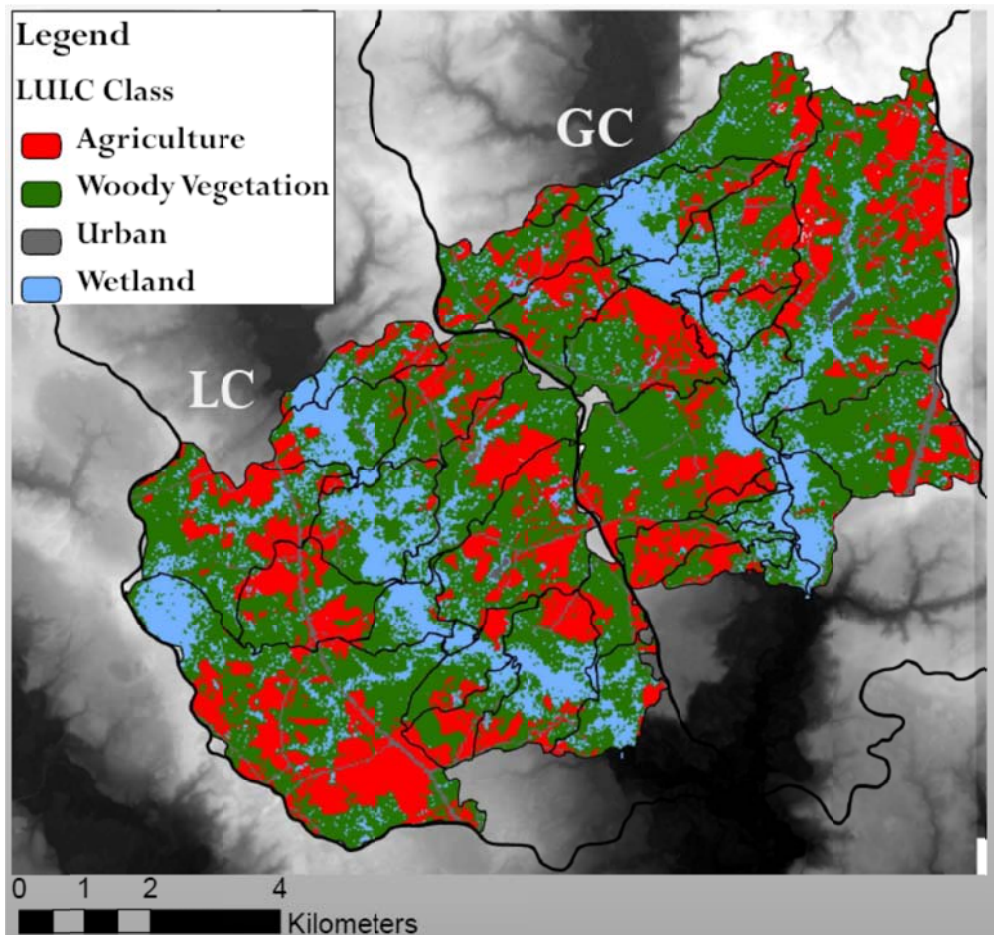 Legend
LULC Class
Agriculture
Woody Vegetation
Urban
Wetland
GC
LC
0 1 2 4
Kilometers